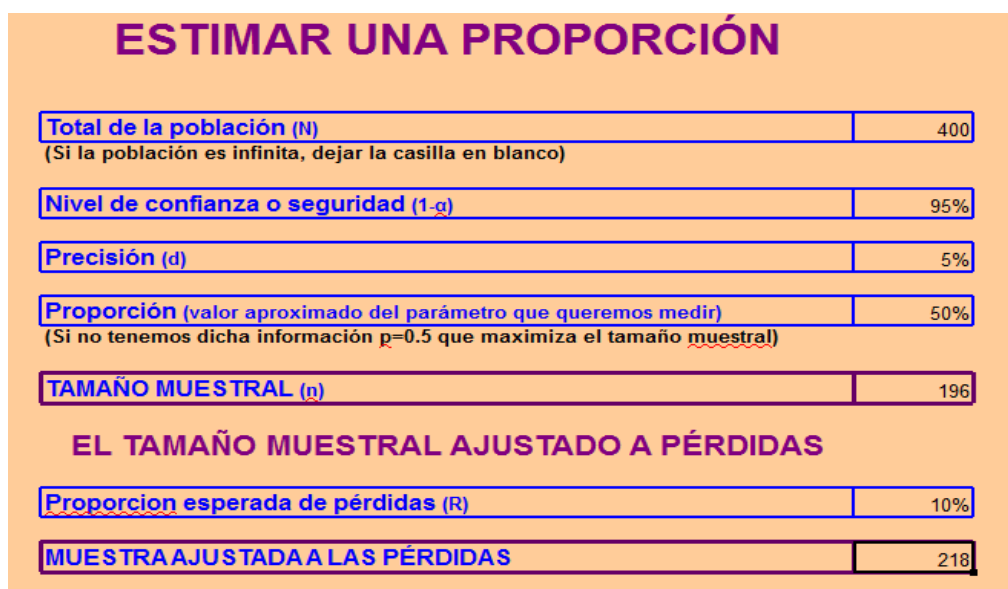 ESTIMAR UNA PROPORCIÓN
Total de la población (N) 400
(Si la población es infinita, dejar la casilla en blanco)
Nivel de confianza o seguridad (1-α) 95%
Precisión (d) 5%
Proporción (valor aproximado del parámetro que queremos medir) 50%
(Si no tenemos dicha información p=0.5 que maximiza el tamaño muestral)
TAMAÑO MUESTRAL (n) 196
EL TAMAÑO MUESTRAL AJUSTADO A PÉRDIDAS
Proporcion esperada de pérdidas (R) 10%
MUESTRA AJUSTADA A LAS PÉRDIDAS 218